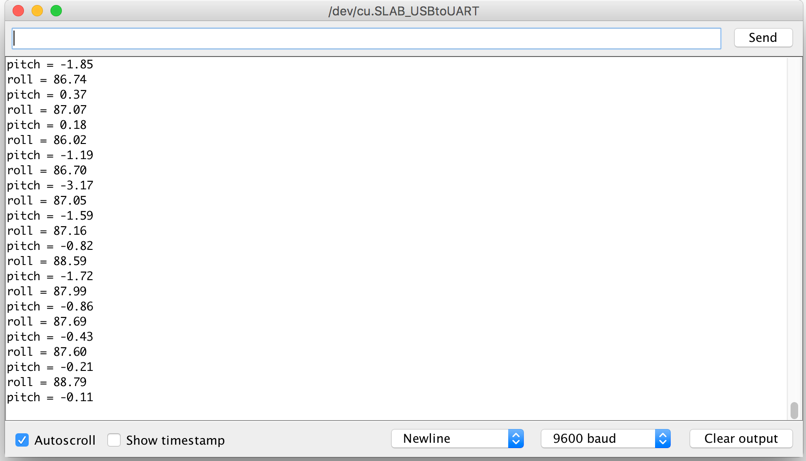 /dev/cu.SLAB_USBtoUART
Send
pitch = -1.85
roll = 86.74
pitch = 0.37
roll = 87.07
pitch = 0.18
roll = 86.02
pitch = -1.19
roll = 86.70
pitch = -3.17
roll = 87.05
pitch = -1.59
roll = 87.16
pitch = -0.82
roll = 88.59
pitch = -1.72
roll = 87.99
pitch = -0.86
roll = 87.69
pitch = -0.43
roll = 87.60
pitch = -0.21
roll = 88.79
pitch = -0.11
Autoscroll Show timestamp Newline 9600 baud Clear output